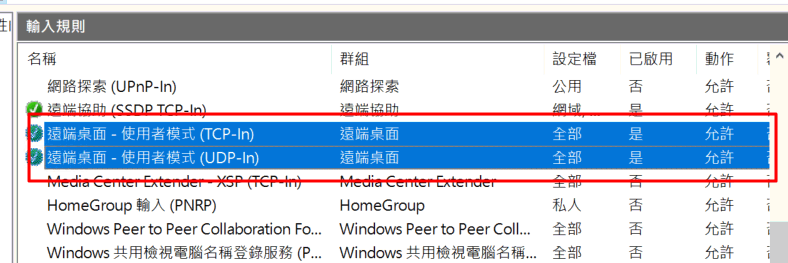 性
輸入規則
名稱 群組 設定檔 已啟用 動作
網路探索 (UPnP-In) 網路探索 公用 否 允許
遠端協助 (SSDP TCP-In) 遠端協助 網域,... 是 允許
遠端桌面 - 使用者模式 (TCP-In) 遠端桌面 全部 是 允許
遠端桌面 - 使用者模式 (UDP-In) 遠端桌面 全部 是 允許
Media Center Extender - XSP (TCP-In) Media Center Extender 全部 否 允許
HomeGroup 輸入 (PNRP) HomeGroup 私人 否 允許
Windows Peer to Peer Collaboration Fo... Windows Peer to Peer Coll... 全部 否 允許
Windows 共用檢視電腦名稱登錄服務 (P... Windows 共用檢視電腦名稱... 全部 否 允許